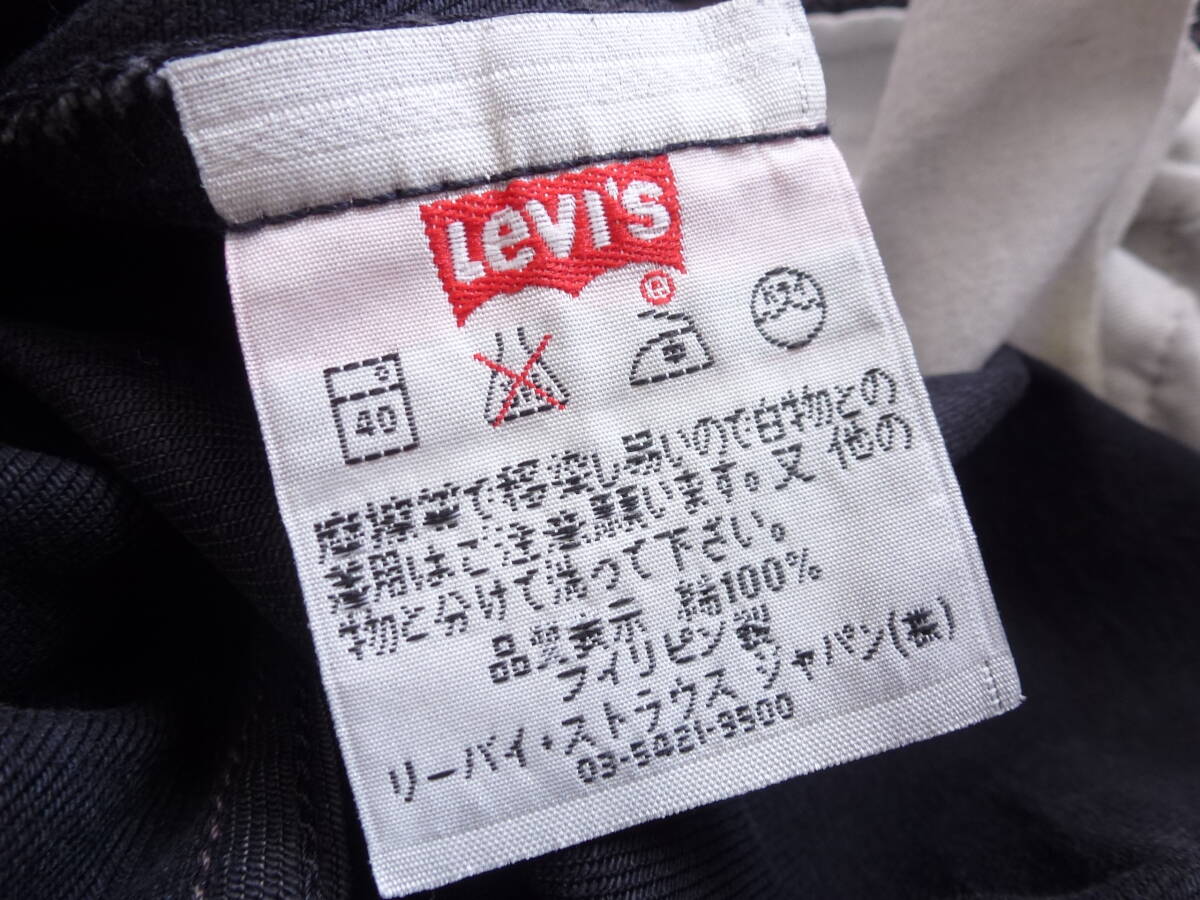 LEVI'S
40
摩擦等で移染し易いので白物との
着用はご注意願います。又 他の
物と分けて洗って下さい。
品質表示 綿100%
フィリピン製
リーバイ・ストラウス ジャパン(株)
03-5421-9300